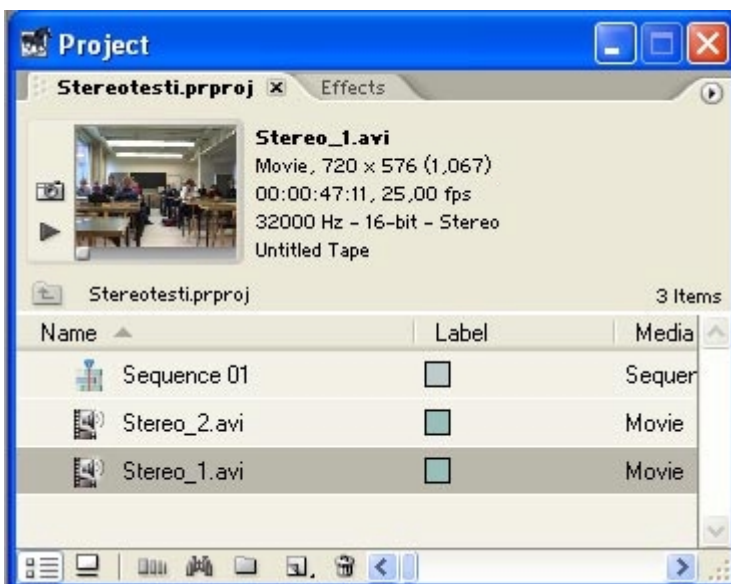 Project
Stereotesti.prproj Effects
Stereo_1.avi
Movie, 720 x 576 (1,067)
00:00:47:11, 25,00 fps
32000 Hz - 16-bit - Stereo
Untitled Tape
Stereotesti.prproj 3 Items
Name Label Media
Sequence 01 Sequer
Stereo_2.avi Movie
Stereo_1.avi Movie